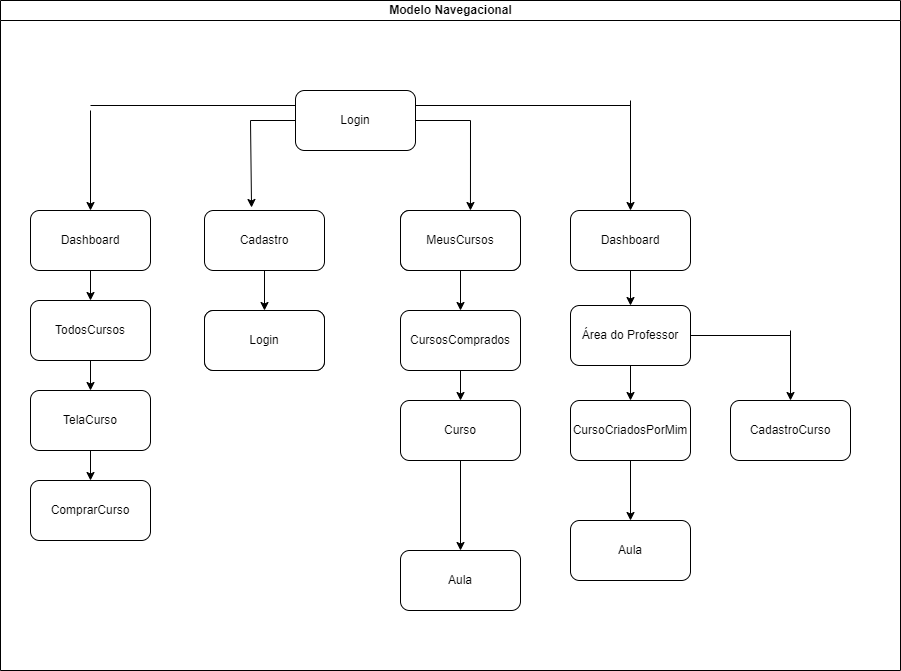 Modelo Navegacional
Login
Dashboard
Cadastro
MeusCursos
Dashboard
TodosCursos
Login
CursosComprados
Área do Professor
TelaCurso
Curso
CursoCriadosPorMim
CadastroCurso
ComprarCurso
Aula
Aula